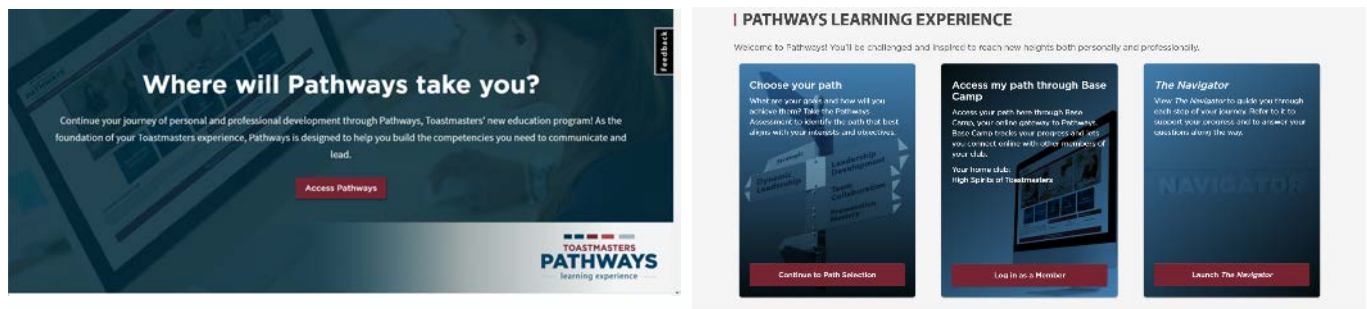 Where will Pathways take you?
Continue your journey of personal and professional development through Pathways, Toastmasters' new education program! As the
foundation of your Toastmasters experience, Pathways is designed to help you build the competencies you need to communicate and
lead.
Access Pathways
Feedback
TOASTMASTERS
PATHWAYS
learning experience
PATHWAYS LEARNING EXPERIENCE
Welcome to Pathways! You'll be challenged and inspired to reach new heights both personally and professionally.
Choose your path
What are your goals and how will you
achieve them? Take the Pathways
Assessment to identify the path that best
aligns with your interests and objectives.
Strategic
Dynamic
Leadership
Leadership
Development
Team
Collaboration
Presentation
Mastery
Continue to Path Selection
Access my path through Base
Camp
Access your path here through Base
Camp, your online gateway to Pathways.
Base Camp tracks your progress and lets
you connect online with other members of
your club.
Your home club:
High Spirits of Toastmasters
Log in as a Member
The Navigator
View The Navigator to guide you through
each step of your journey. Refer to it to
support your progress and to answer your
questions along the way.
NAVIGATOR
Launch The Navigator